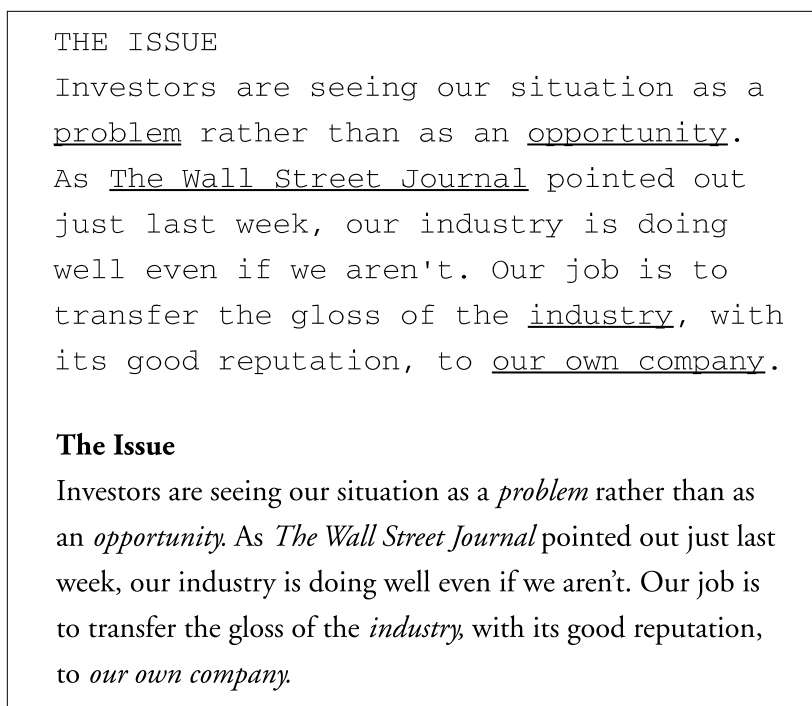 THE ISSUE
Investors are seeing our situation as a
problem rather than as an opportunity.
As The Wall Street Journal pointed out
just last week, our industry is doing
well even if we aren't. Our job is to
transfer the gloss of the industry, with
its good reputation, to our own company.
The Issue
Investors are seeing our situation as a problem rather than as
an opportunity. As The Wall Street Journal pointed out just last
week, our industry is doing well even if we aren’t. Our job is
to transfer the gloss of the industry, with its good reputation,
to our own company.